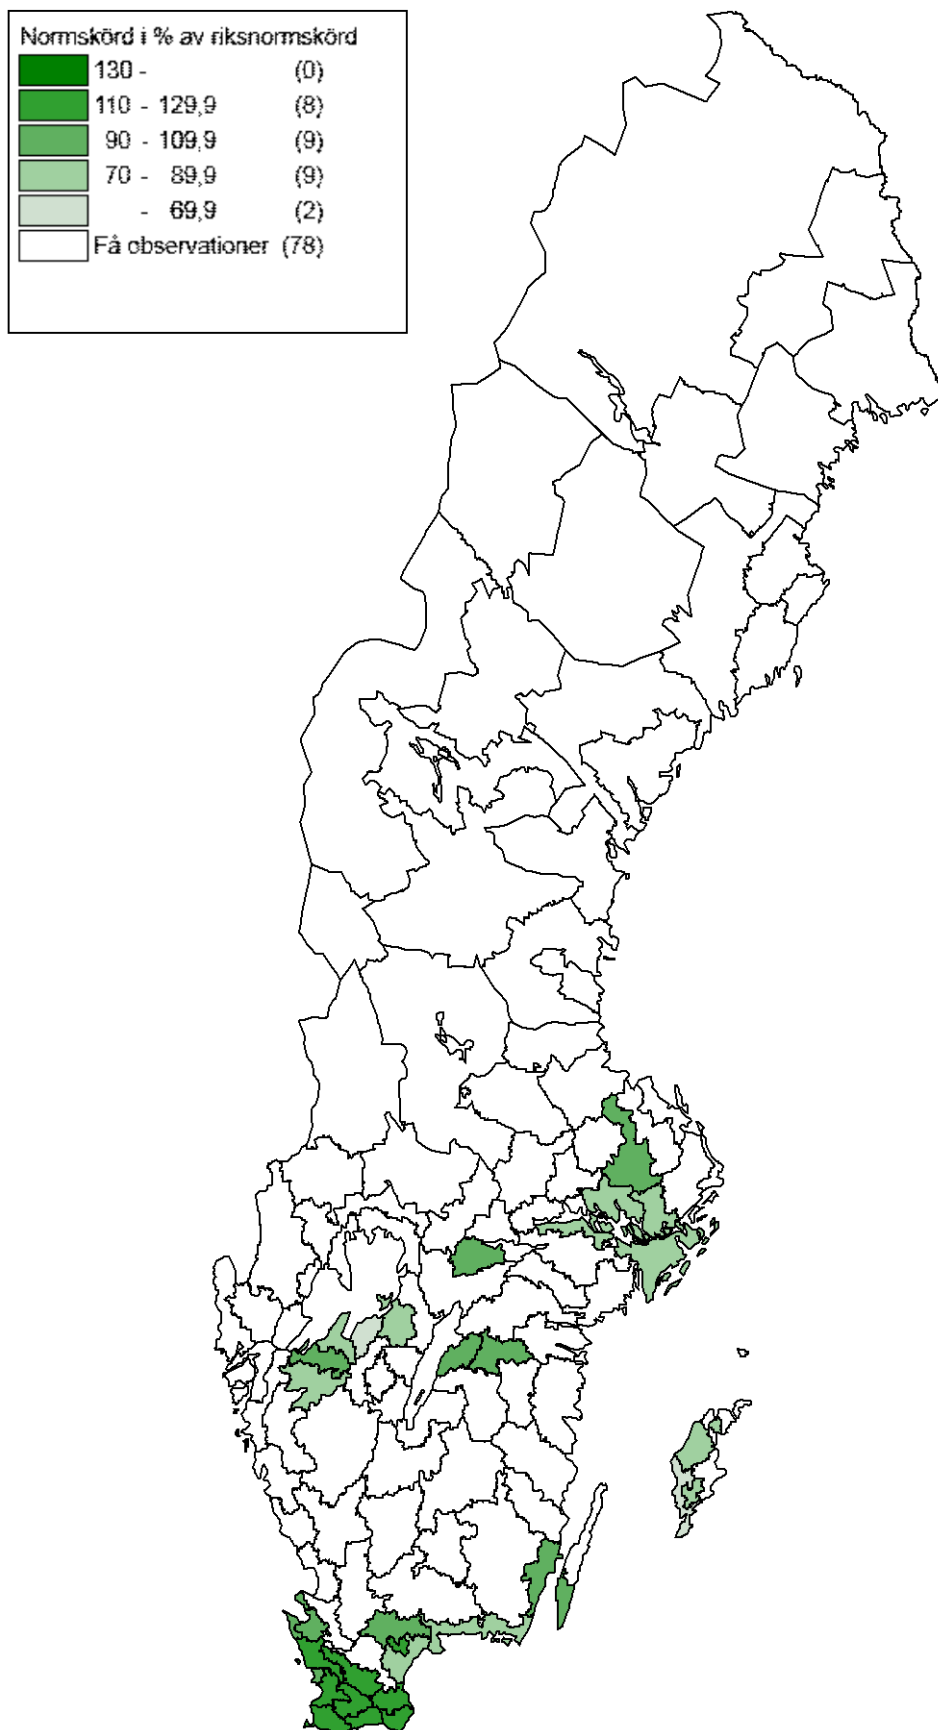 Normskörd i % av riksnormskörd
130 - (0)
110 - 129,9 (8)
90 - 109,9 (9)
70 - 89,9 (9)
- 69,9 (2)
Få observationer (78)